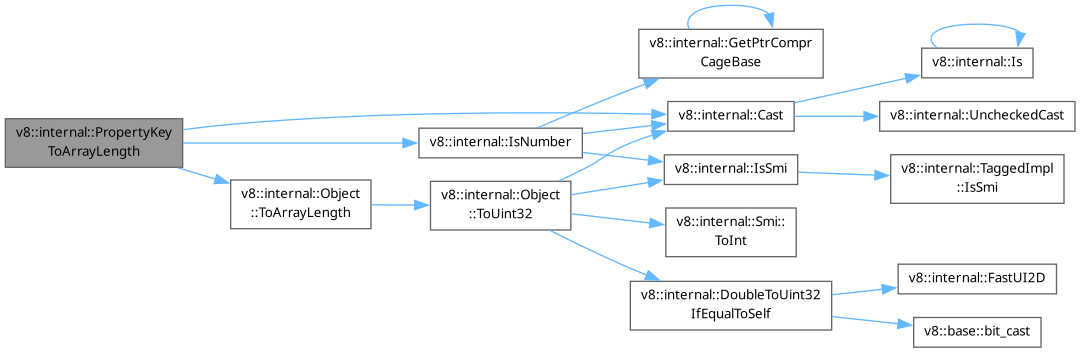 v8::internal::PropertyKey
ToArrayLength
v8::internal::Object
::ToArrayLength
v8::internal::IsNumber
v8::internal::Object
::ToUint32
v8::internal::GetPtrCompr
CageBase
v8::internal::Cast
v8::internal::IsSmi
v8::internal::Smi::
ToInt
v8::internal::DoubleToUint32
IfEqualToSelf
v8::internal::Is
v8::internal::UncheckedCast
v8::internal::TaggedImpl
::IsSmi
v8::internal::FastUI2D
v8::base::bit_cast